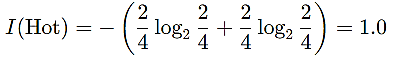 I(Hot) = −(2/4 log₂ 2/4 + 2/4 log₂ 2/4) = 1.0